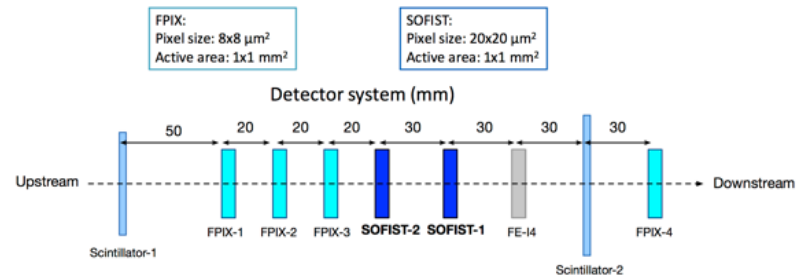 FPIX:
Pixel size: 8x8 µm²
Active area: 1x1 mm²
SOFIST:
Pixel size: 20x20 µm²
Active area: 1x1 mm²
Detector system (mm)
50 20 20 20 30 30 30 30
Upstream Downstream
FPIX-1 FPIX-2 FPIX-3 SOFIST-2 SOFIST-1 FE-I4 FPIX-4
Scintillator-1
Scintillator-2